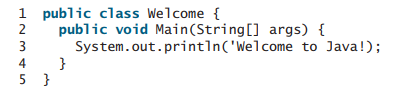 1 public class Welcome {
2   public void Main(String[] args) {
3     System.out.println('Welcome to Java!);
4   }
5 }